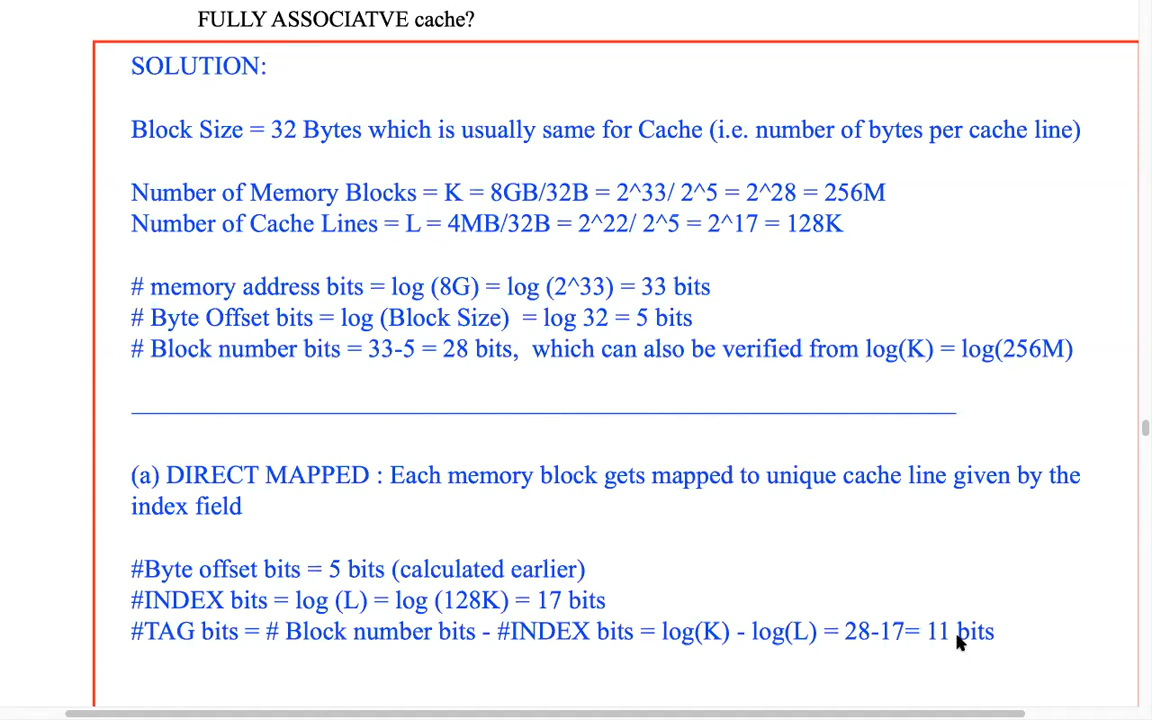 FULLY ASSOCIATVE cache?
SOLUTION:
Block Size = 32 Bytes which is usually same for Cache (i.e. number of bytes per cache line)
Number of Memory Blocks = K = 8GB/32B = 2^33/ 2^5 = 2^28 = 256M
Number of Cache Lines = L = 4MB/32B = 2^22/ 2^5 = 2^17 = 128K
# memory address bits = log (8G) = log (2^33) = 33 bits
# Byte Offset bits = log (Block Size)  = log 32 = 5 bits
# Block number bits = 33-5 = 28 bits,  which can also be verified from log(K) = log(256M)
(a) DIRECT MAPPED : Each memory block gets mapped to unique cache line given by the
index field
#Byte offset bits = 5 bits (calculated earlier)
#INDEX bits = log (L) = log (128K) = 17 bits
#TAG bits = # Block number bits - #INDEX bits = log(K) - log(L) = 28-17= 11 bits